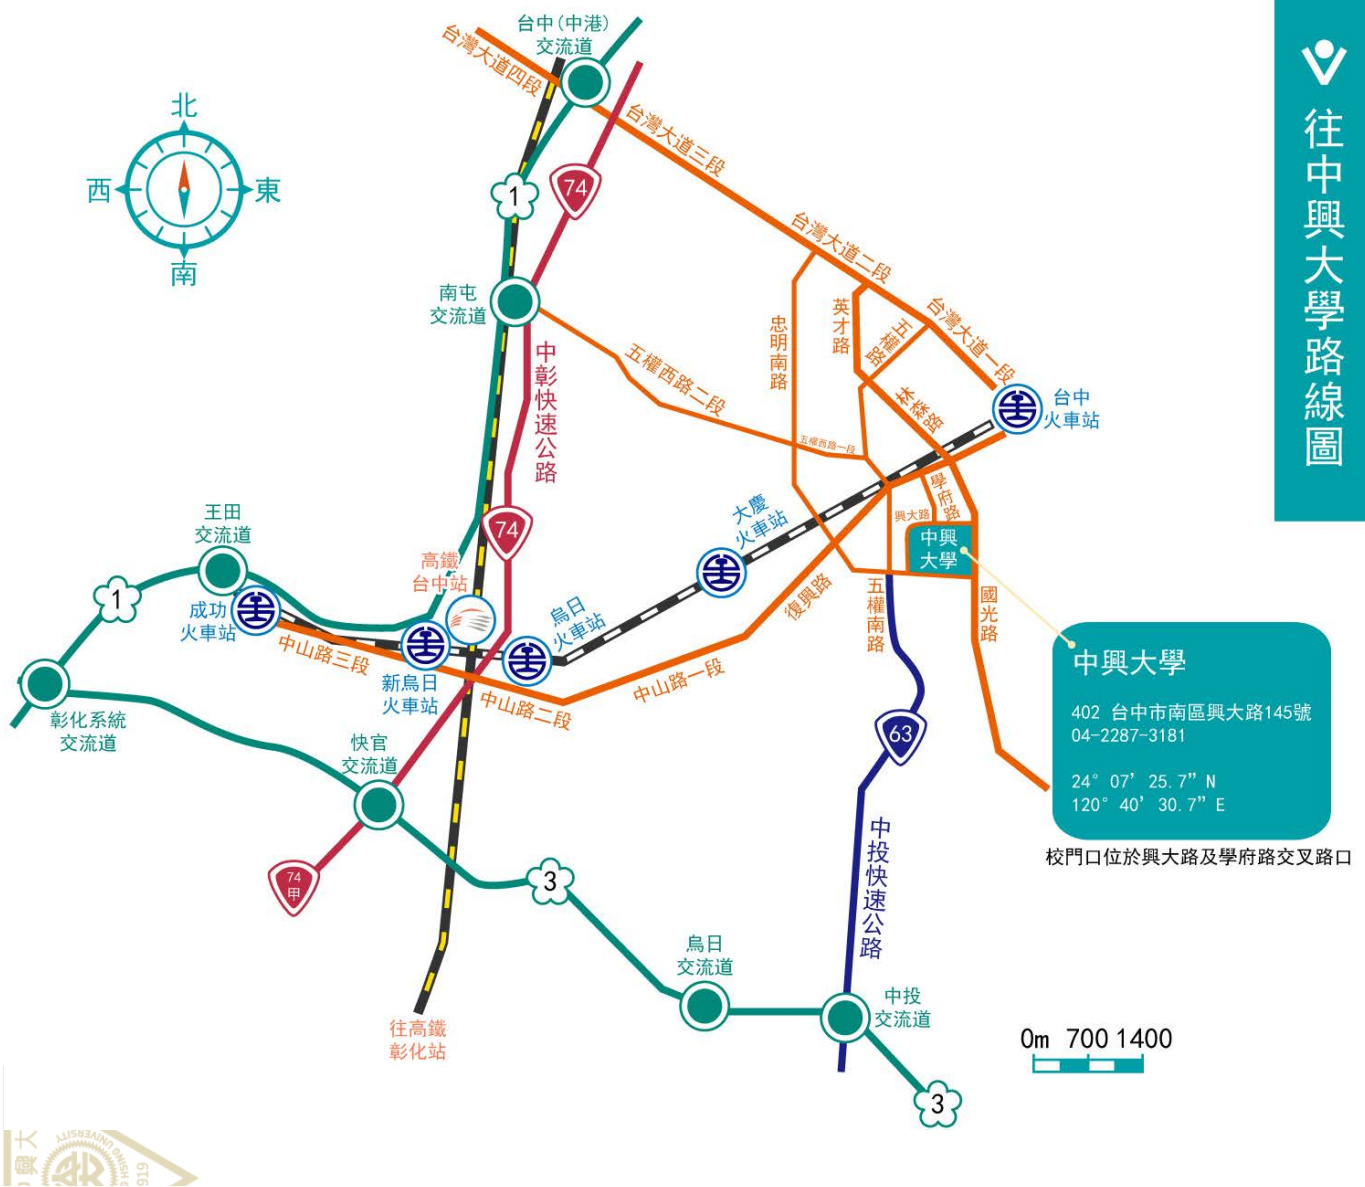 往中興大學路線圖
北
西
東
南
台中(中港)
交流道
台灣大道四段
台灣大道三段
台灣大道二段
台灣大道一段
1
74
南屯
交流道
中彰快速公路
五權西路二段
五權西路一段
忠明南路
英才路
五權路
林森路
台中
火車站
學府路
興大路
中興
大學
大慶
火車站
王田
交流道
74
高鐵
台中站
烏日
火車站
1
成功
火車站
中山路三段
新烏日
火車站
中山路二段
中山路一段
復興路
五權南路
國光路
彰化系統
交流道
快官
交流道
63
中投快速公路
74
甲
3
烏日
交流道
中投
交流道
往高鐵
彰化站
3
中興大學
402 台中市南區興大路145號
04-2287-3181
24° 07’ 25.7” N
120° 40’ 30.7” E
校門口位於興大路及學府路交叉路口
0m 700 1400